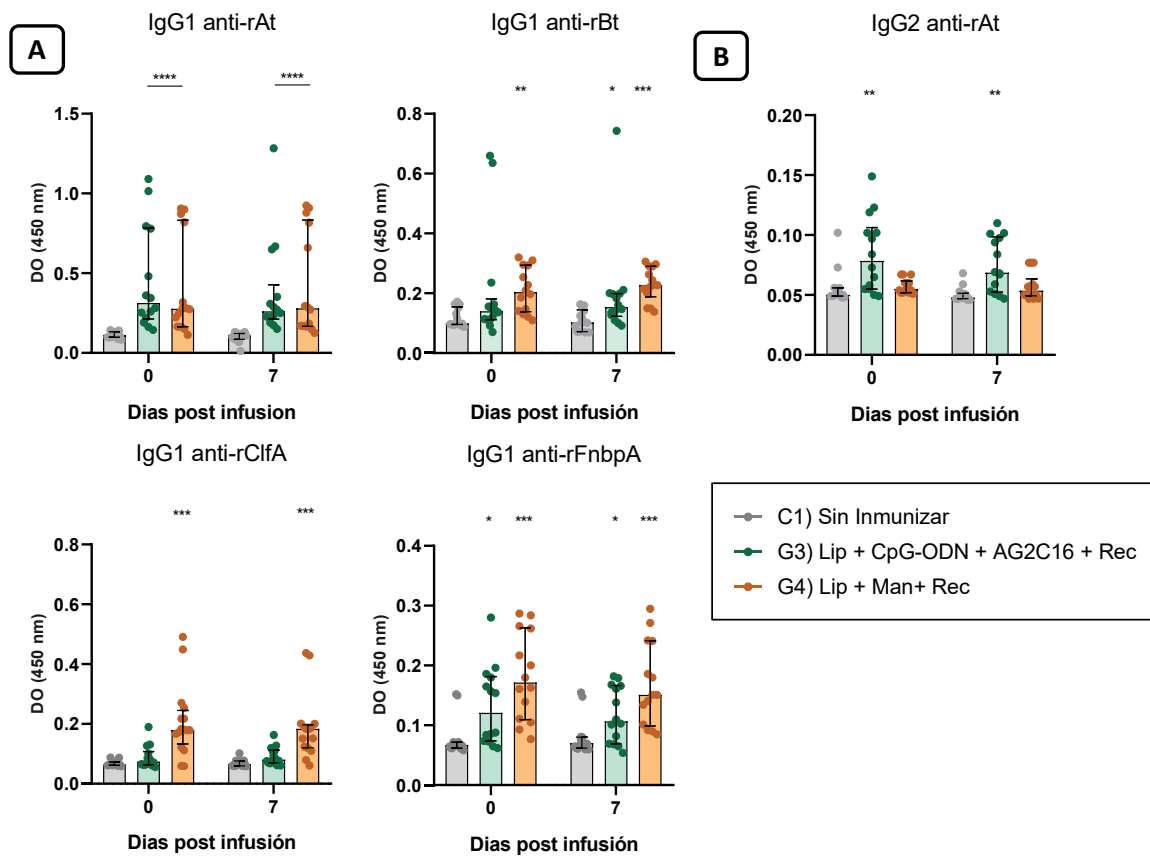 A
IgG1 anti-rAt
**** ****
DO (450 nm)
1.5
1.0
0.5
0.0
0 7
Dias post infusion
IgG1 anti-rBt
** * ***
DO (450 nm)
0.8
0.6
0.4
0.2
0.0
0 7
Dias post infusión
B
IgG2 anti-rAt
** **
DO (450 nm)
0.20
0.15
0.10
0.05
0.00
0 7
Dias post infusión
IgG1 anti-rClfA
*** ***
DO (450 nm)
0.8
0.6
0.4
0.2
0.0
0 7
Dias post infusión
IgG1 anti-rFnbpA
* *** * ***
DO (450 nm)
0.4
0.3
0.2
0.1
0.0
0 7
Dias post infusión
C1) Sin Inmunizar
G3) Lip + CpG-ODN + AG2C16 + Rec
G4) Lip + Man+ Rec